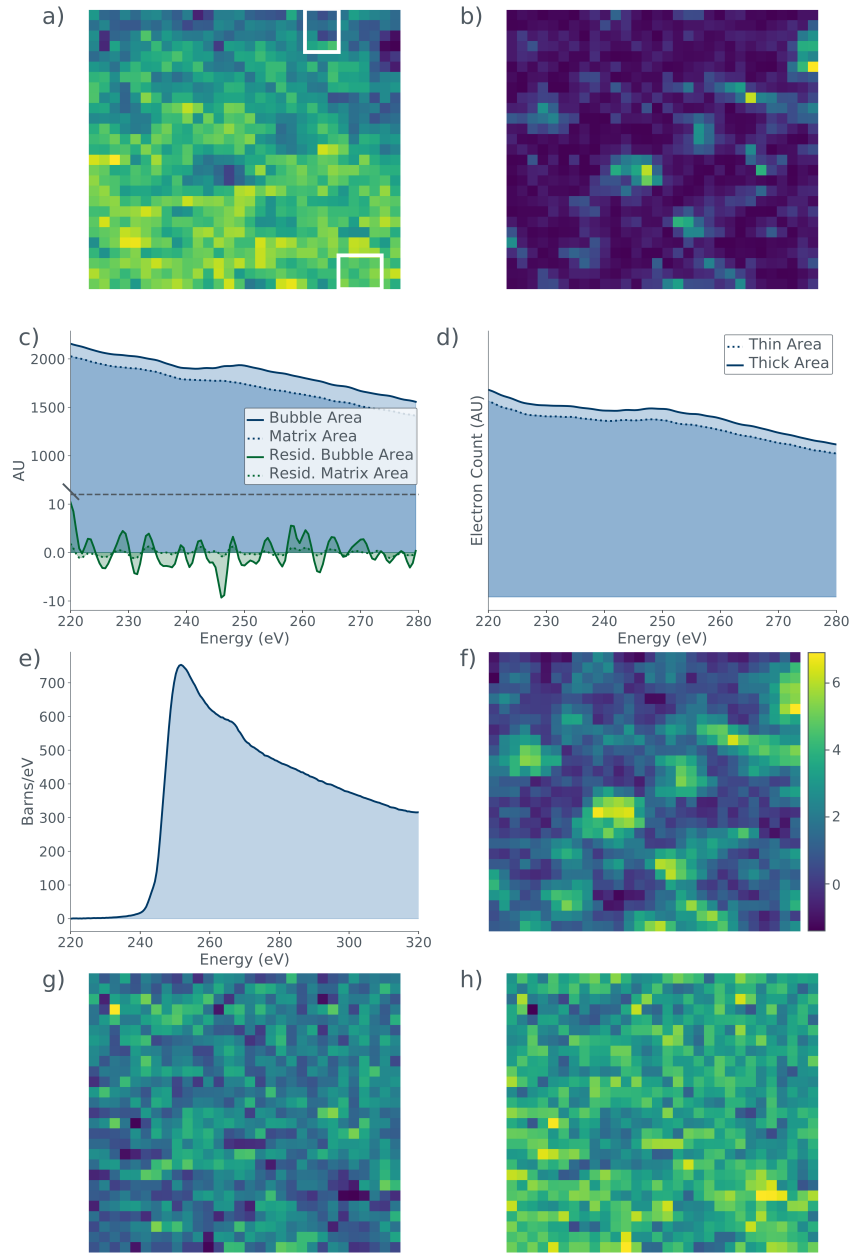 a)
b)
c)
2000
1500
1000
10
0.0
-10
AU
Bubble Area
Matrix Area
Resid. Bubble Area
Resid. Matrix Area
220 230 240 250 260 270 280
Energy (eV)
d)
Electron Count (AU)
Thin Area
Thick Area
220 230 240 250 260 270 280
Energy (eV)
e)
700
600
500
400
300
200
100
0
Barns/eV
220 240 260 280 300 320
Energy (eV)
f)
6
4
2
0
g)
h)